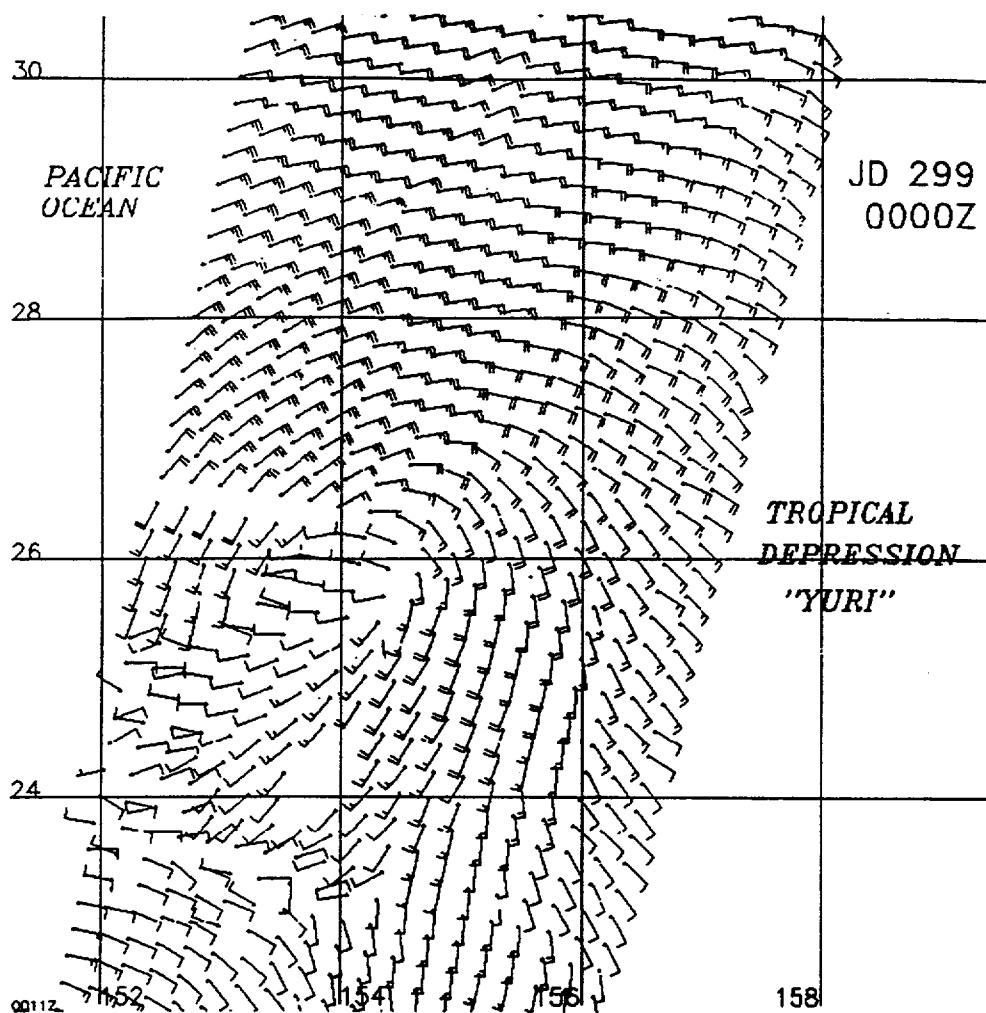 30
PACIFIC
OCEAN
JD 299
0000Z
28
26
TROPICAL
DEPRESSION
"YURI"
24
0011Z
152
154
156
158